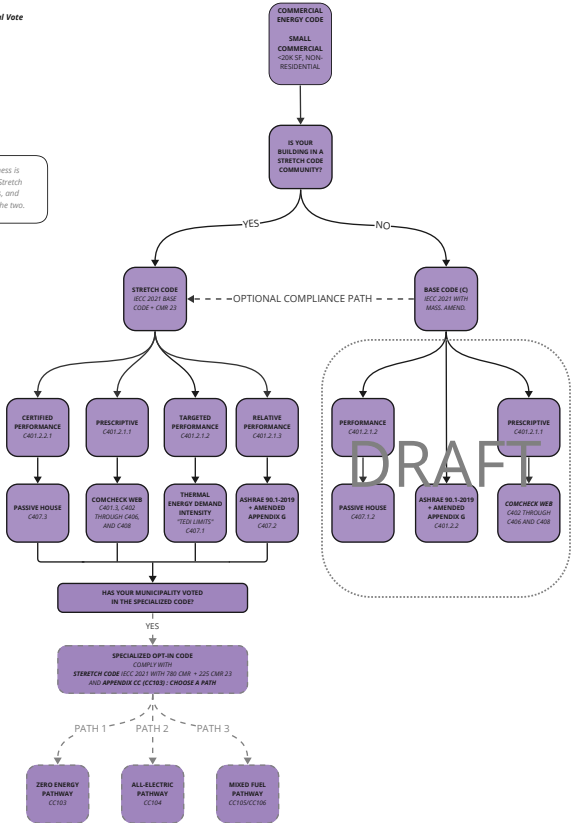 al Vote
COMMERCIAL
ENERGY CODE
SMALL
COMMERCIAL
<20K SF, NON-
RESIDENTIAL
IS YOUR
BUILDING IN A
STRETCH CODE
COMMUNITY?
ness is
Stretch
, and
he two.
YES
NO
STRETCH CODE
IECC 2021 BASE
CODE + CMR 23
OPTIONAL COMPLIANCE PATH
BASE CODE (C)
IECC 2021 WITH
MASS. AMEND.
CERTIFIED
PERFORMANCE
C401.2.2.1
PRESCRIPTIVE
C401.2.1.1
TARGETED
PERFORMANCE
C401.2.1.2
RELATIVE
PERFORMANCE
C401.2.1.3
PERFORMANCE
C401.2.1.2
PRESCRIPTIVE
C401.2.1.1
DRAFT
PASSIVE HOUSE
C407.3
COMCHECK WEB
C401.3, C402
THROUGH C406,
AND C408
THERMAL
ENERGY DEMAND
INTENSITY
"TEDI LIMITS"
C407.1
ASHRAE 90.1-2019
+ AMENDED
APPENDIX G
C407.2
PASSIVE HOUSE
C407.1.2
ASHRAE 90.1-2019
+ AMENDED
APPENDIX G
C401.2.2
COMCHECK WEB
C402 THROUGH
C406 AND C408
HAS YOUR MUNICIPALITY VOTED
IN THE SPECIALIZED CODE?
YES
SPECIALIZED OPT-IN CODE
COMPLY WITH
STERETCH CODE IECC 2021 WITH 780 CMR + 225 CMR 23
AND APPENDIX CC (CC103) : CHOOSE A PATH
PATH 1
PATH 2
PATH 3
ZERO ENERGY
PATHWAY
CC103
ALL-ELECTRIC
PATHWAY
CC104
MIXED FUEL
PATHWAY
CC105/CC106